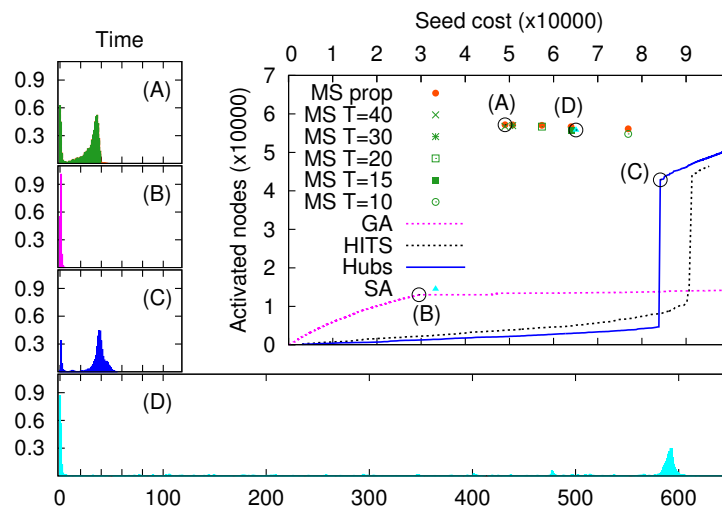 Seed cost (x10000)
Time
0 1 2 3 4 5 6 7 8 9
0.9
0.6
0.3
(A)
0.9
0.6
0.3
(B)
0.9
0.6
0.3
(C)
0.9
0.6
0.3
(D)
0 100 200 300 400 500 600
Activated nodes (x10000)
7
6
5
4
3
2
1
0
MS prop
MS T=40
MS T=30
MS T=20
MS T=15
MS T=10
GA
HITS
Hubs
SA
(A)
(D)
(C)
(B)